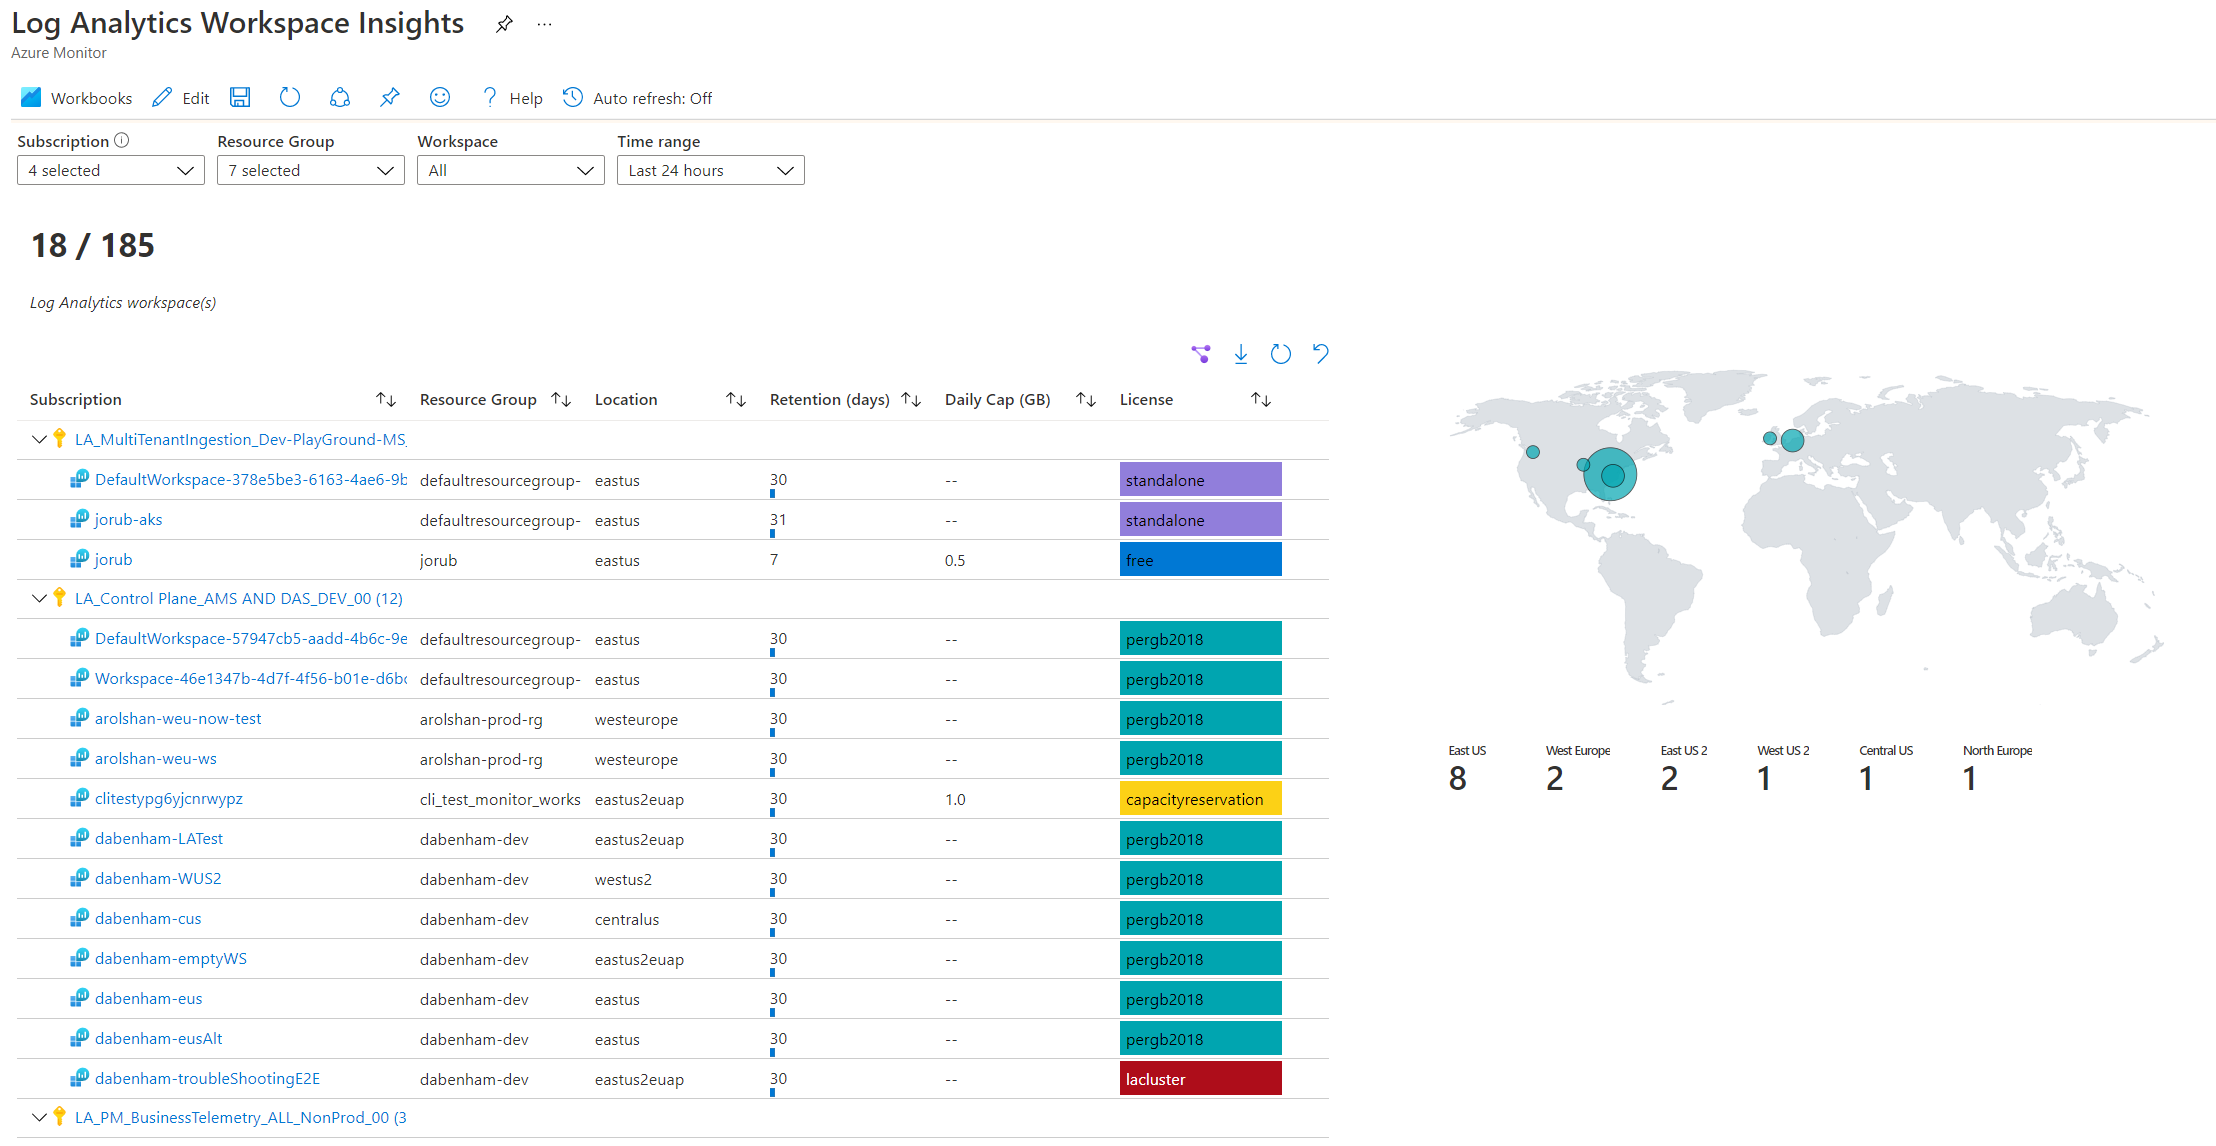 Log Analytics Workspace Insights
Azure Monitor
Workbooks Edit Help Auto refresh: Off
Subscription Resource Group Workspace Time range
4 selected 7 selected All Last 24 hours
18 / 185
Log Analytics workspace(s)
Subscription Resource Group Location Retention (days) Daily Cap (GB) License
LA_MultiTenantIngestion_Dev-PlayGround-MS_
DefaultWorkspace-378e5be3-6163-4ae6-9b defaultresourcegroup- eastus 30 -- standalone
jorub-aks defaultresourcegroup- eastus 31 -- standalone
jorub jorub eastus 7 0.5 free
LA_Control Plane_AMS AND DAS_DEV_00 (12)
DefaultWorkspace-57947cb5-aadd-4b6c-9e defaultresourcegroup- eastus 30 -- pergb2018
Workspace-46e1347b-4d7f-4f56-b01e-d6bc defaultresourcegroup- eastus 30 -- pergb2018
arolshan-weu-now-test arolshan-prod-rg westeurope 30 -- pergb2018
arolshan-weu-ws arolshan-prod-rg westeurope 30 -- pergb2018
clitestypg6yjcnrwypz cli_test_monitor_works eastus2euap 30 1.0 capacityreservation
dabenham-LATest dabenham-dev eastus2euap 30 -- pergb2018
dabenham-WUS2 dabenham-dev westus2 30 -- pergb2018
dabenham-cus dabenham-dev centralus 30 -- pergb2018
dabenham-emptyWS dabenham-dev eastus2euap 30 -- pergb2018
dabenham-eus dabenham-dev eastus 30 -- pergb2018
dabenham-eusAlt dabenham-dev eastus 30 -- pergb2018
dabenham-troubleShootingE2E dabenham-dev eastus2euap 30 -- lacluster
LA_PM_BusinessTelemetry_ALL_NonProd_00 (3
East US West Europe East US 2 West US 2 Central US North Europe
8 2 2 1 1 1